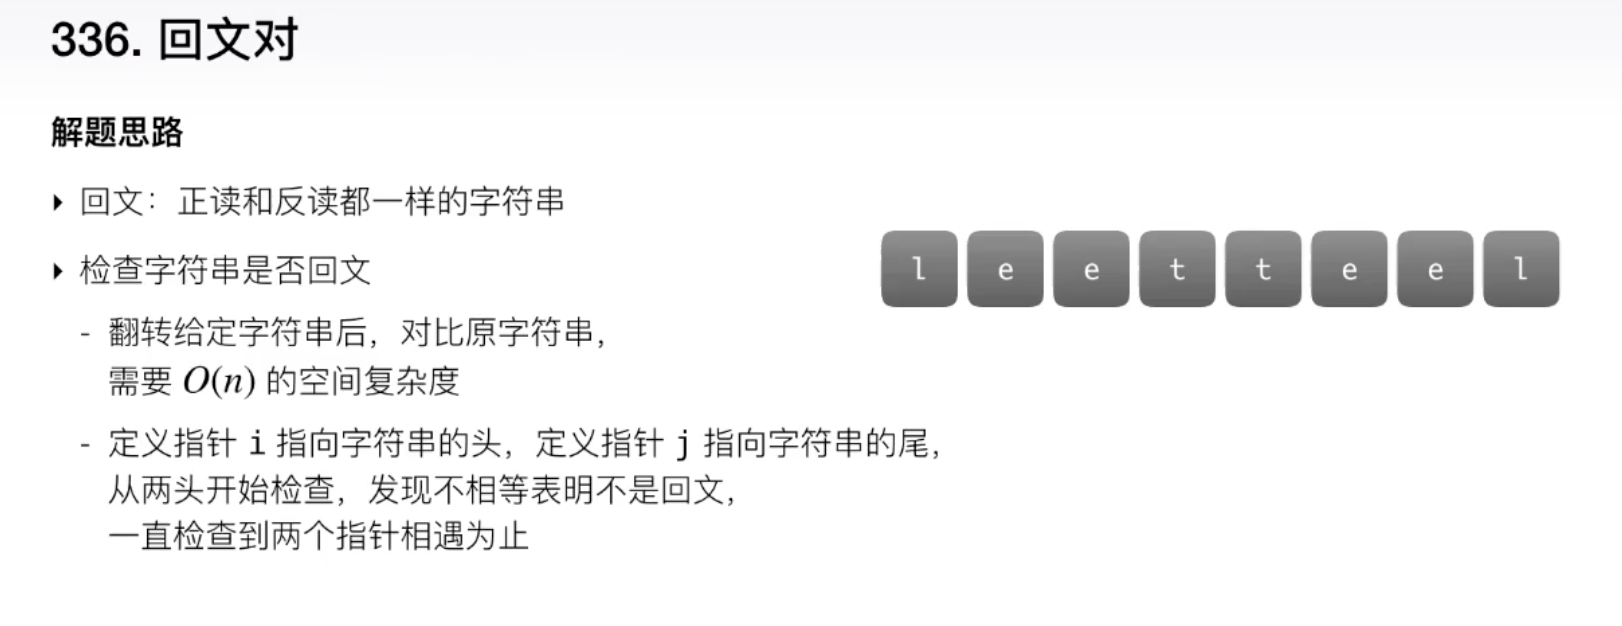 336. 回文对
解题思路
▸ 回文：正读和反读都一样的字符串
▸ 检查字符串是否回文
l e e t t e e l
- 翻转给定字符串后，对比原字符串，
需要 O(n) 的空间复杂度
- 定义指针 i 指向字符串的头，定义指针 j 指向字符串的尾，
从两头开始检查，发现不相等表明不是回文，
一直检查到两个指针相遇为止